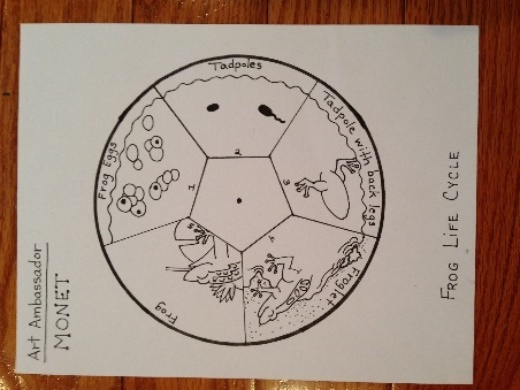 Art Ambassador
MONET
Frog Eggs
1
Tadpoles
2
Tadpole with back legs
3
Froglet
4
Frog
5
FROG LIFE CYCLE